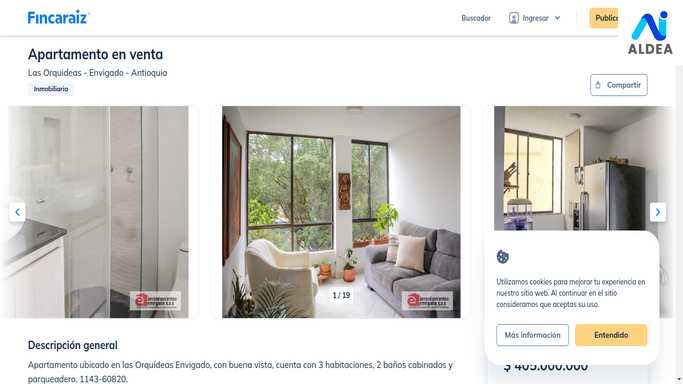 Fincaraiz
Buscador
Ingresar
Public
ALDEA
Apartamento en venta
Las Orquideas - Envigado - Antioquia
Inmobiliario
Compartir
1 / 19
Utilizamos cookies para mejorar tu experiencia en
nuestro sitio web. Al continuar en el sitio
consideramos que aceptas su uso.
Más información
Entendido
$ 405.000.000
Descripción general
Apartamento ubicado en las Orquídeas Envigado, con buena vista, cuenta con 3 habitaciones, 2 baños cabinados y
parqueadero. 1143-60820.